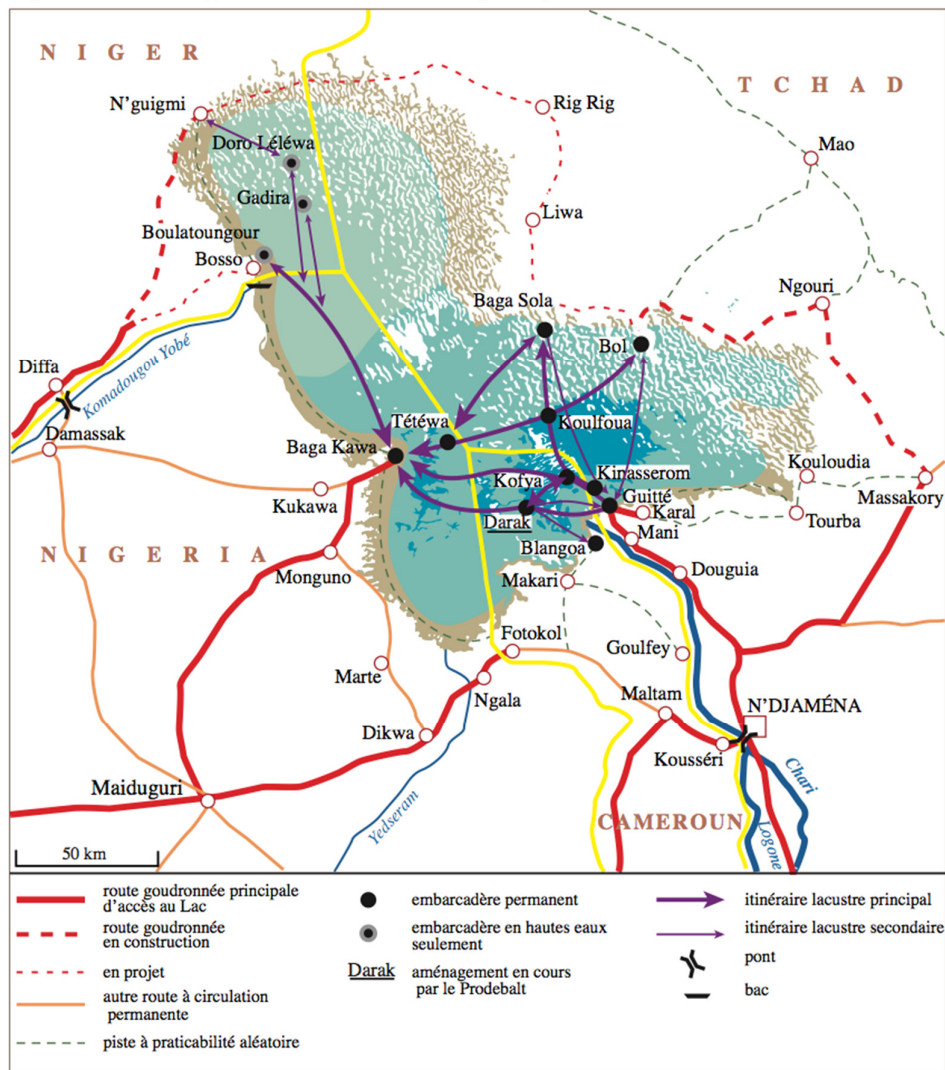 NIGER
TCHAD
N'guigmi
Rig Rig
Doro Léléwa
Mao
Gadira
Liwa
Boulatoungour
Bosso
Ngouri
Baga Sola
Bol
Diffa
Komadougou Yobé
Damassak
Tétéwa
Koulfoua
Baga Kawa
Kofya
Kinasserom
Kouloudia
Massakory
Kukawa
Guitté
Karal
Tourba
Darak
Mani
NIGERIA
Blangoa
Monguno
Makari
Douguia
Fotokol
Goulfey
Marte
Ngala
Maltam
N'DJAMÉNA
Dikwa
Kousséri
Maiduguri
Chari
Yedseram
CAMEROUN
Logone
50 km
route goudronnée principale
d'accès au Lac
route goudronnée
en construction
en projet
autre route à circulation
permanente
piste à praticabilité aléatoire
embarcadère permanent
embarcadère en hautes eaux
seulement
Darak
aménagement en cours
par le Prodebalt
itinéraire lacustre principal
itinéraire lacustre secondaire
pont
bac